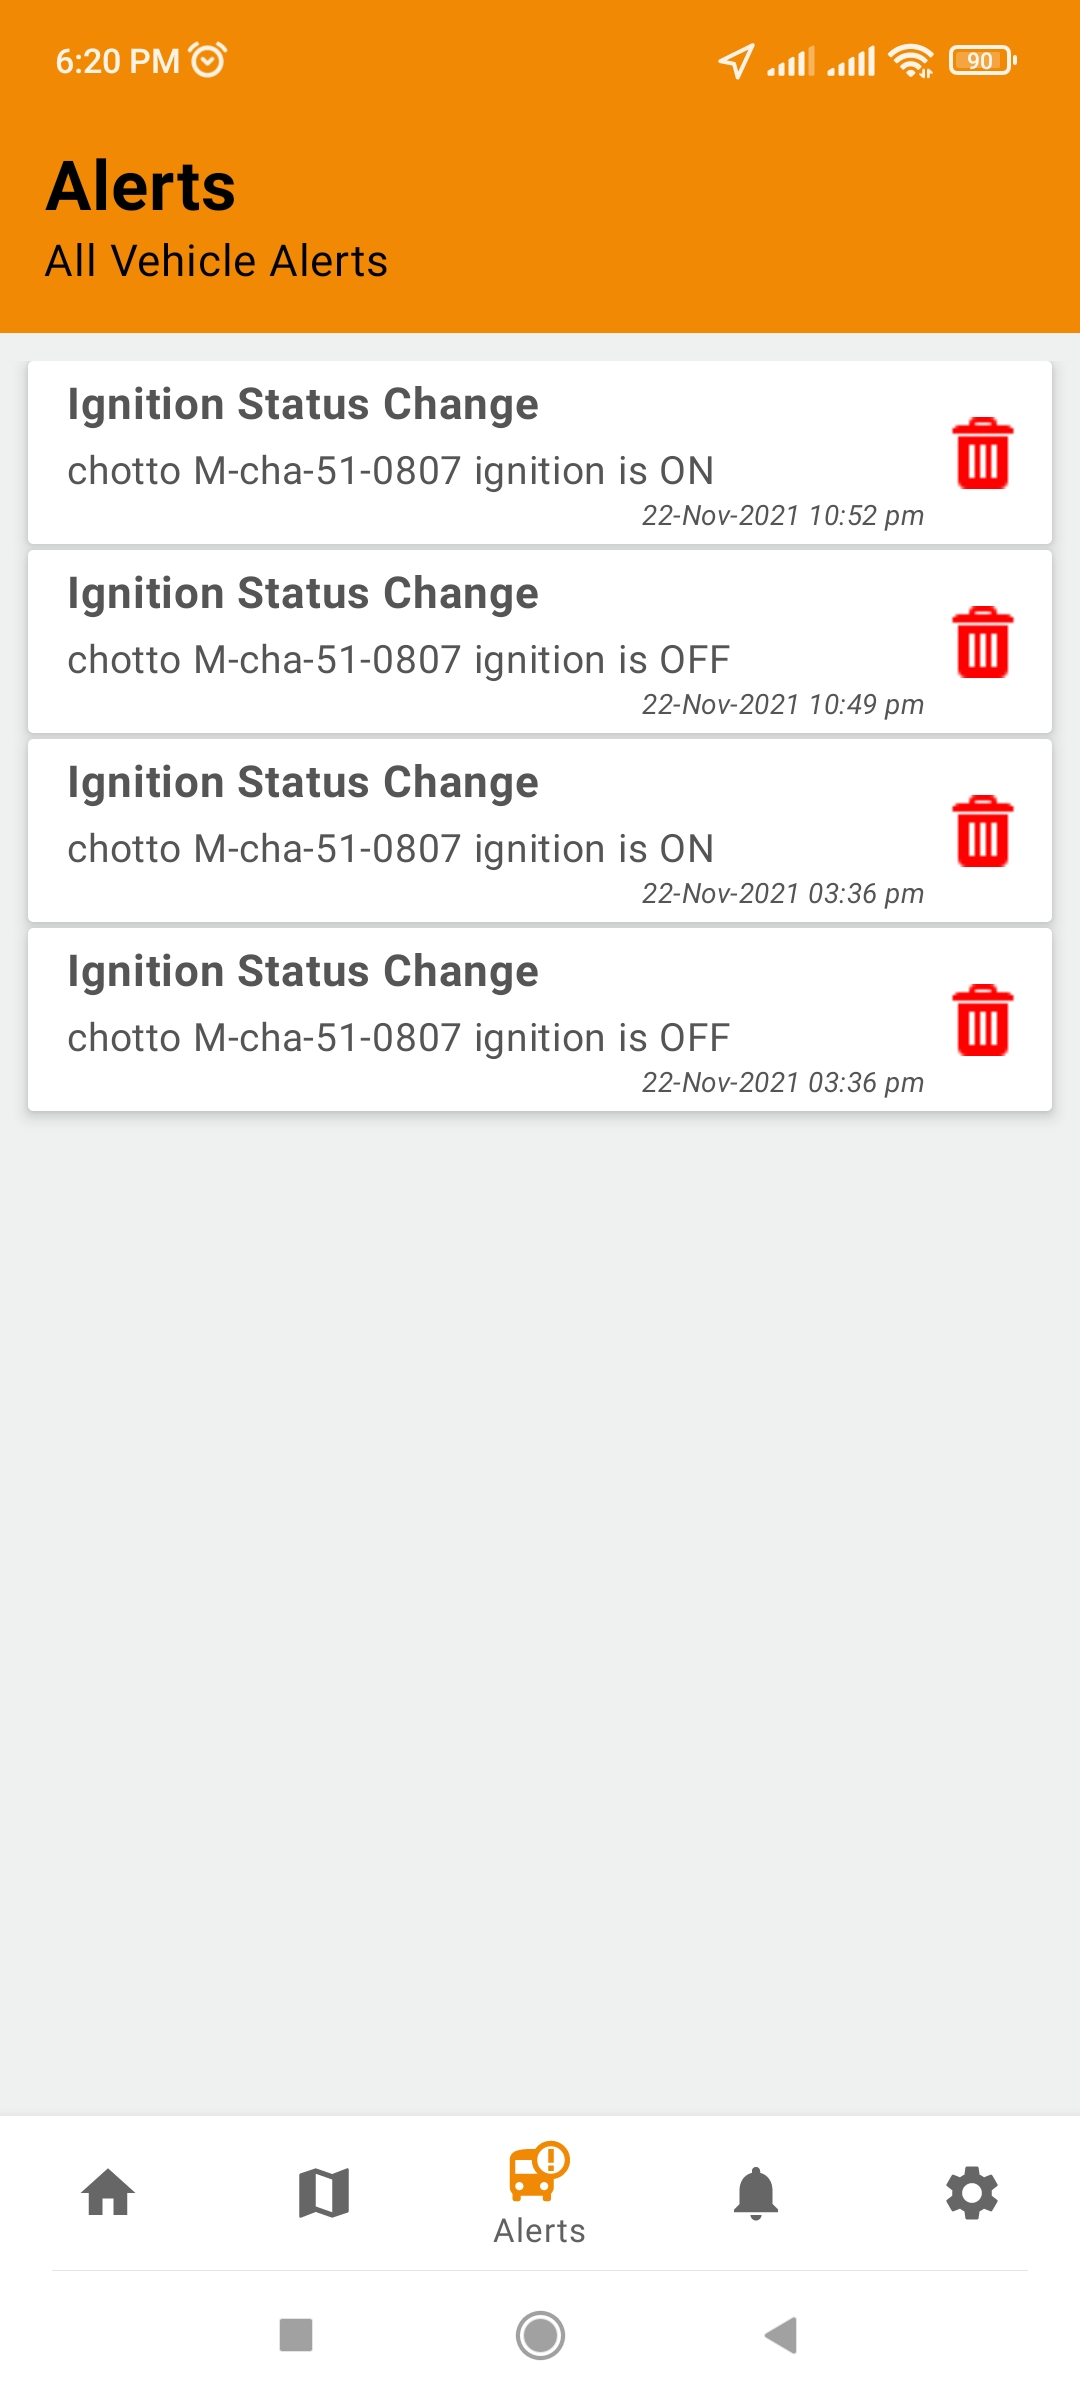 6:20 PM
90
Alerts
All Vehicle Alerts
Ignition Status Change
chotto M-cha-51-0807 ignition is ON
22-Nov-2021 10:52 pm
Ignition Status Change
chotto M-cha-51-0807 ignition is OFF
22-Nov-2021 10:49 pm
Ignition Status Change
chotto M-cha-51-0807 ignition is ON
22-Nov-2021 03:36 pm
Ignition Status Change
chotto M-cha-51-0807 ignition is OFF
22-Nov-2021 03:36 pm
Alerts